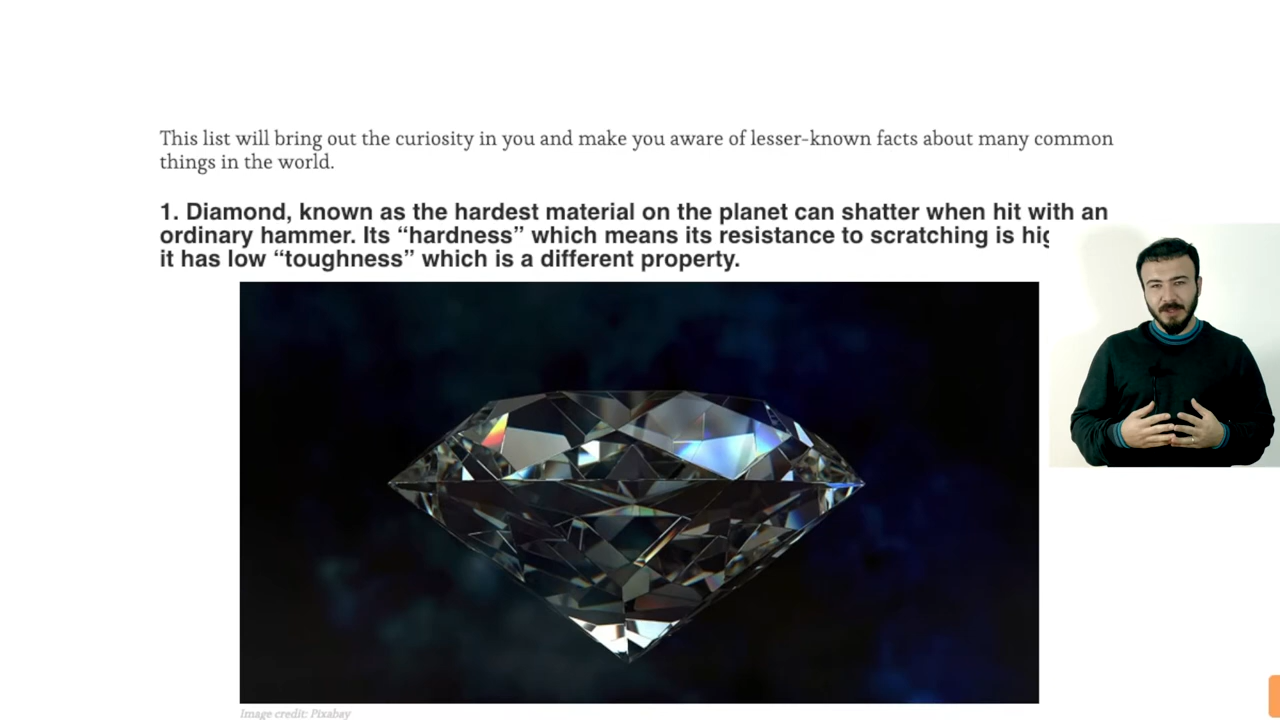 This list will bring out the curiosity in you and make you aware of lesser-known facts about many common
things in the world.
1. Diamond, known as the hardest material on the planet can shatter when hit with an
ordinary hammer. Its “hardness” which means its resistance to scratching is
it has low “toughness” which is a different property.
Image credit: Pixabay